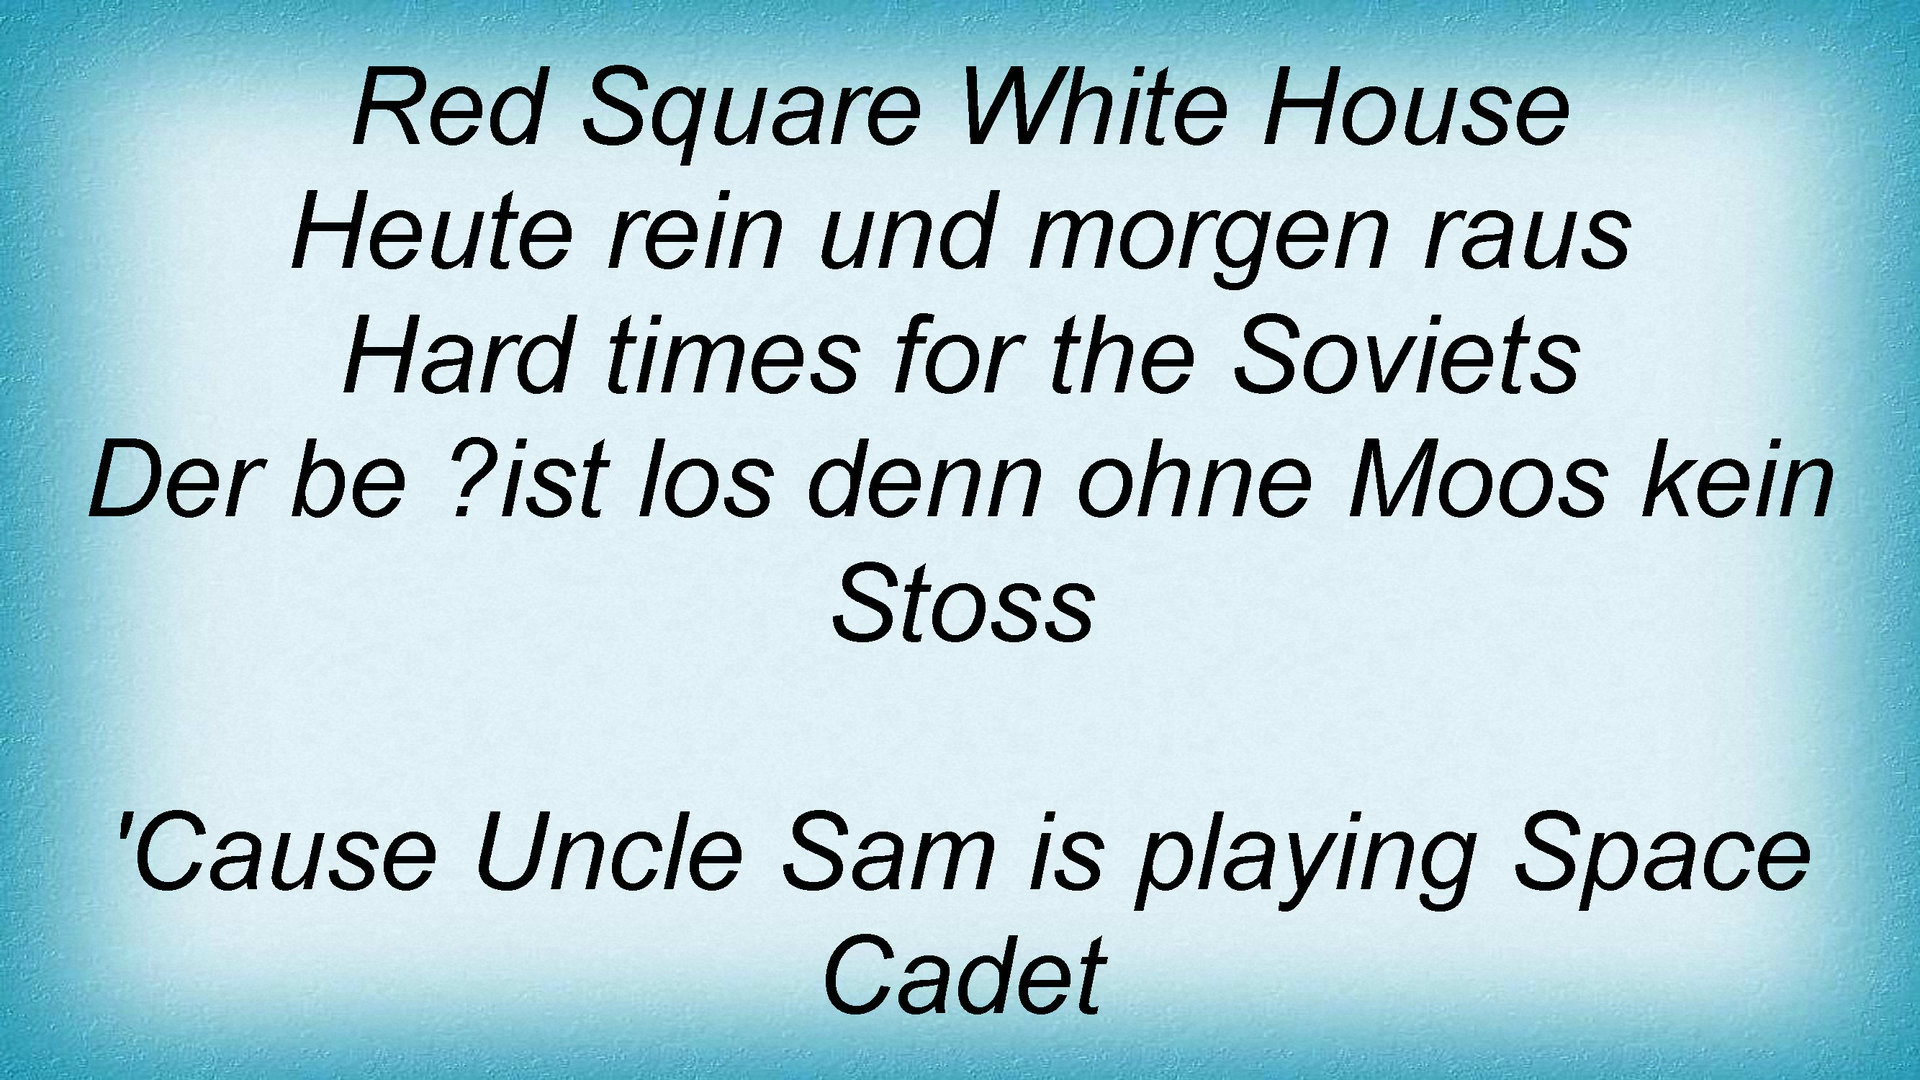 Red Square White House
Heute rein und morgen raus
Hard times for the Soviets
Der be ?ist los denn ohne Moos kein
Stoss
'Cause Uncle Sam is playing Space
Cadet